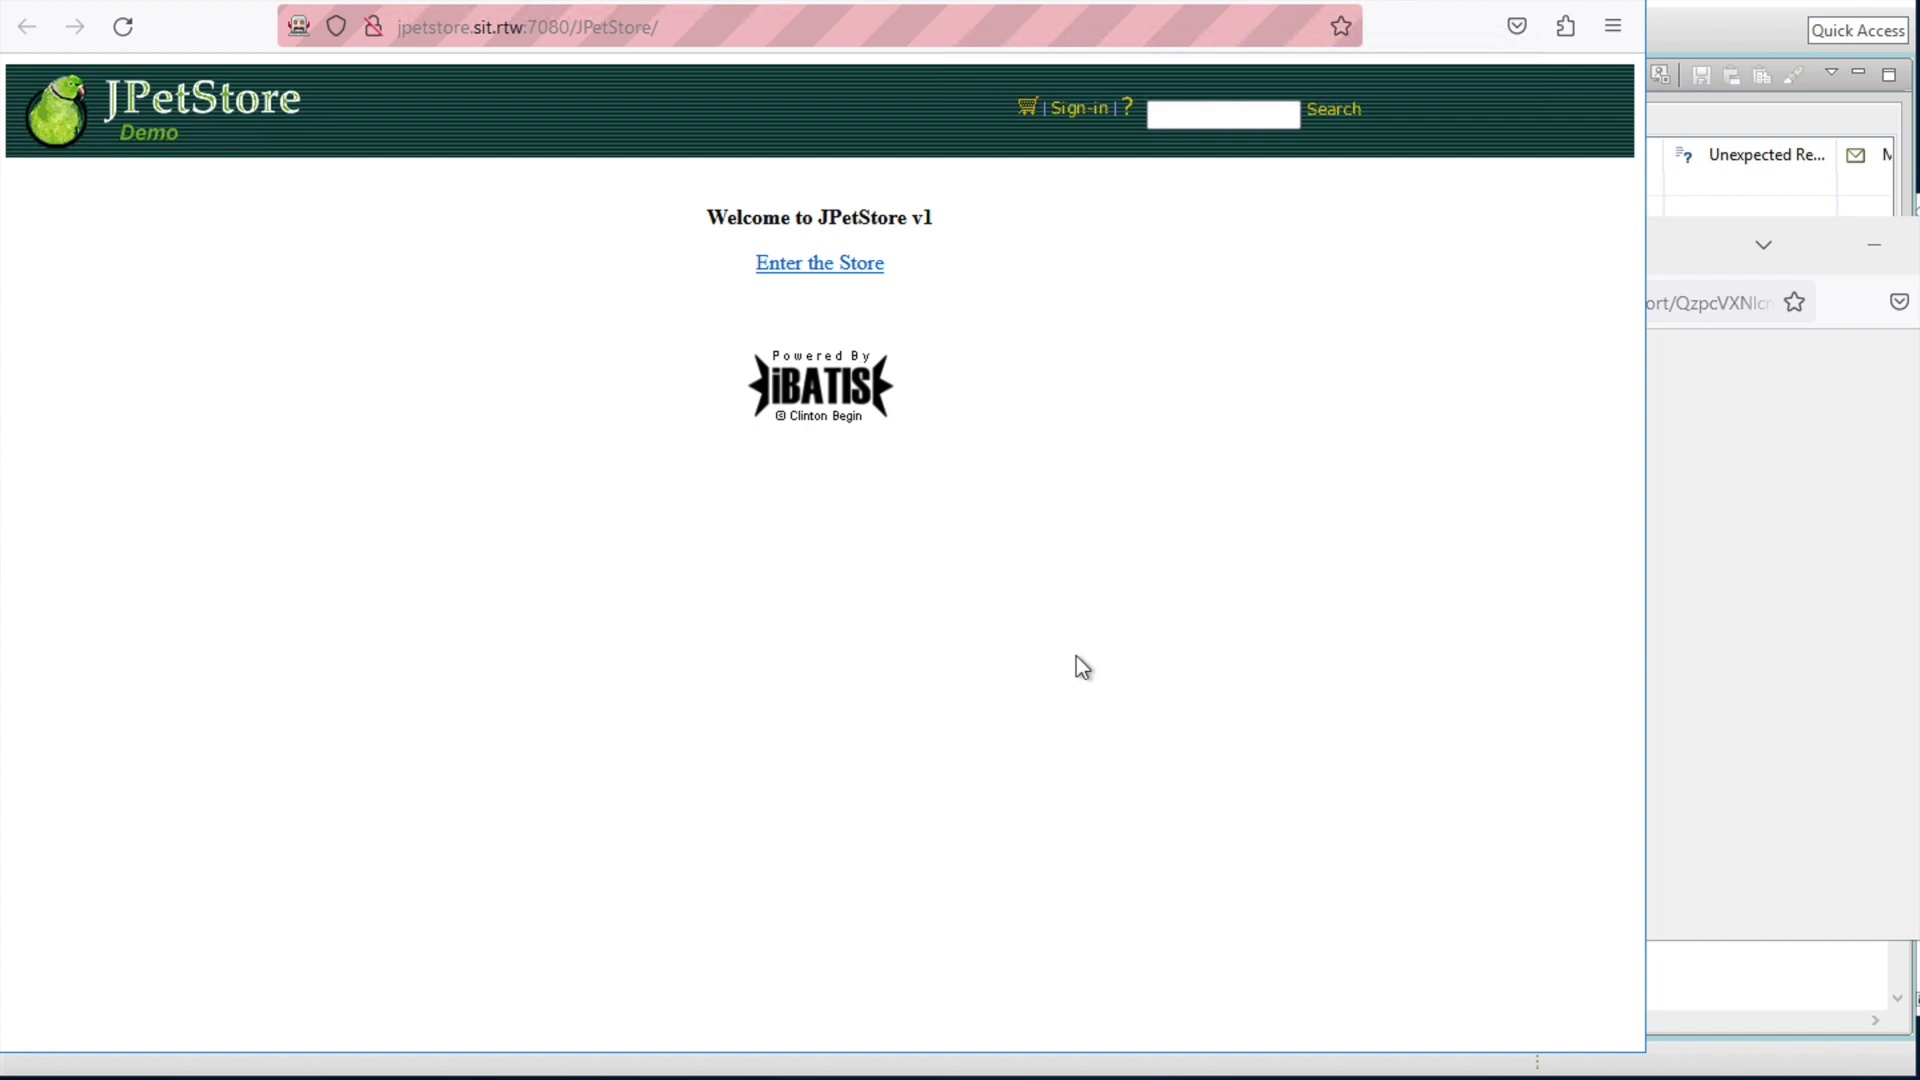 jpetstore.sit.rtw:7080/JPetStore/
Quick Access
JPetStore
Demo
| Sign-in | ?
Search
Unexpected Re...
Welcome to JPetStore v1
Enter the Store
ort/QzpcVXNlcr
Powered By
iBATIS
© Clinton Begin